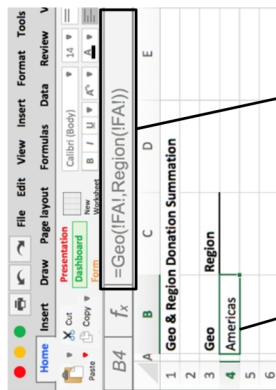 File Edit View Insert Format Tools
Home Insert Draw Page layout Formulas Data Review V
Paste Cut Copy Presentation Dashboard Form New Worksheet Calibri (Body) 14
B I U A A A
B4 fx =Geo(!FA!,Region(!FA!))
A B C D E
1 Geo & Region Donation Summation
2
3 Geo Region
4 Americas
5
6